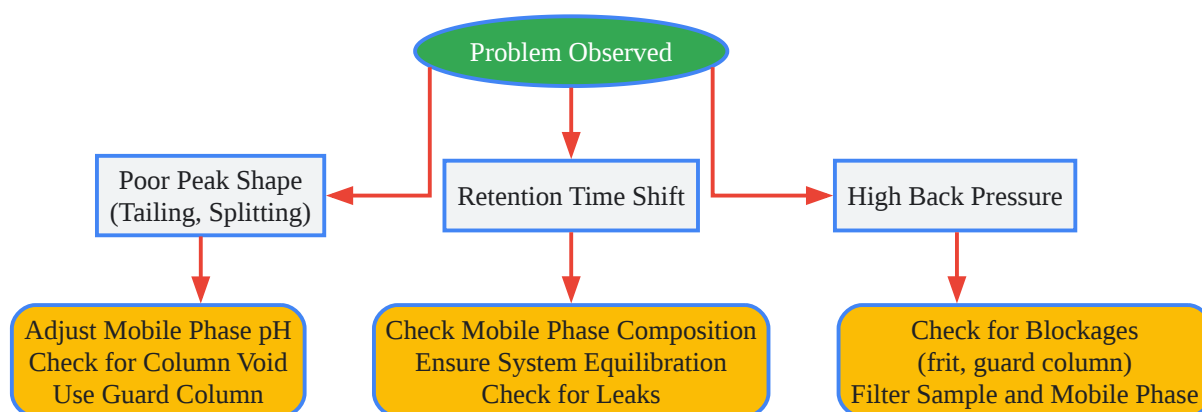 Problem Observed
Poor Peak Shape
(Tailing, Splitting)
Retention Time Shift
High Back Pressure
Adjust Mobile Phase pH
Check for Column Void
Use Guard Column
Check Mobile Phase Composition
Ensure System Equilibration
Check for Leaks
Check for Blockages
(frit, guard column)
Filter Sample and Mobile Phase